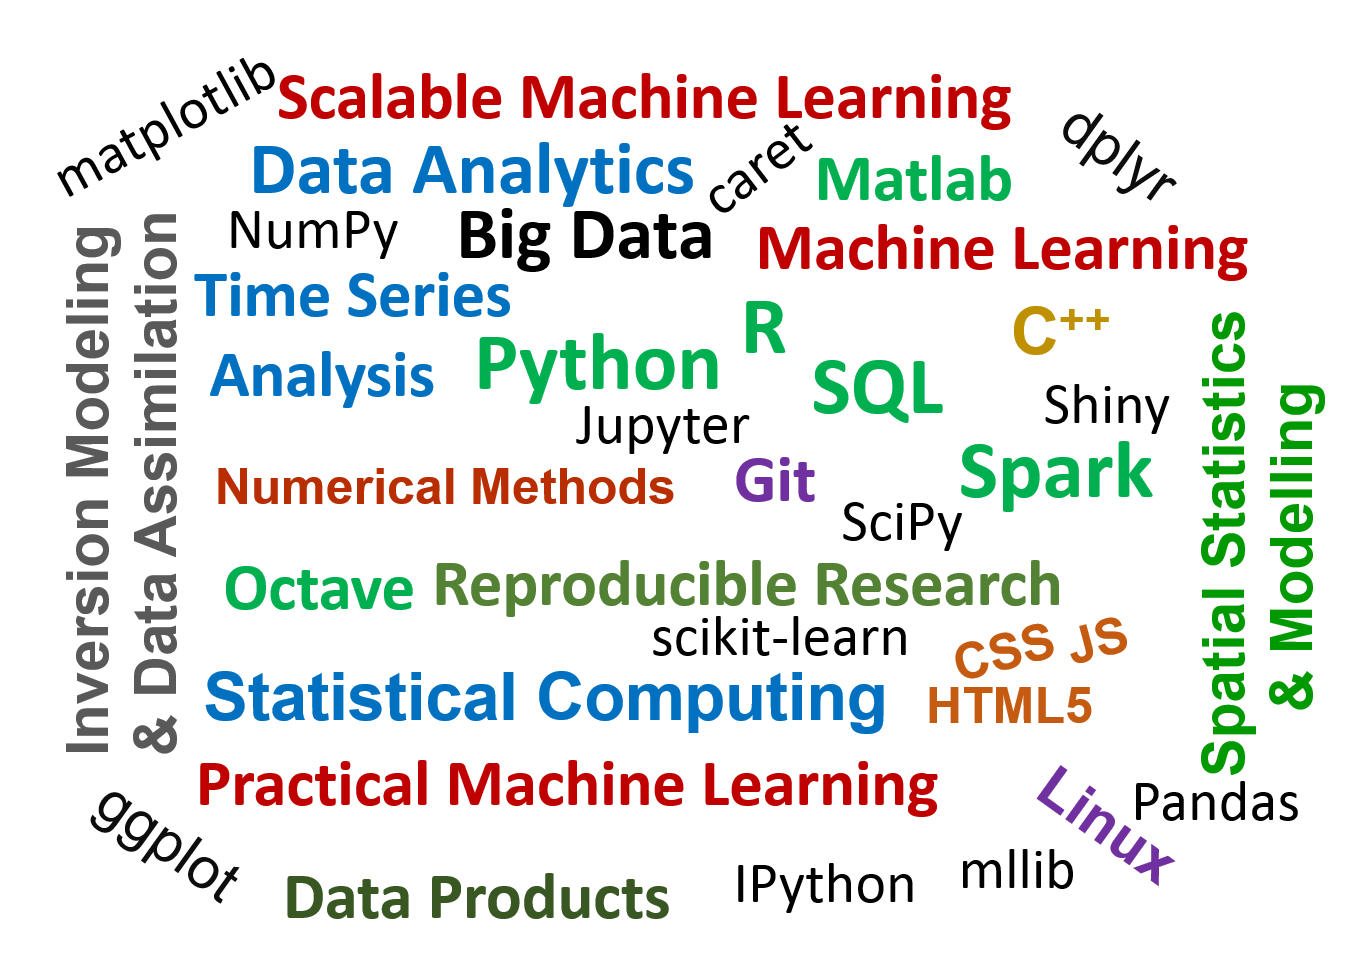 matplotlib
Scalable Machine Learning
dplyr
Data Analytics
caret
Matlab
NumPy
Big Data
Machine Learning
Inversion Modeling
& Data Assimilation
Time Series
Analysis
Python
R
SQL
C++
Jupyter
Shiny
Spatial Statistics
& Modelling
Numerical Methods
Git
Spark
SciPy
Octave
Reproducible Research
scikit-learn
CSS JS
HTML5
Statistical Computing
Practical Machine Learning
Linux
Pandas
ggplot
Data Products
IPython
mllib